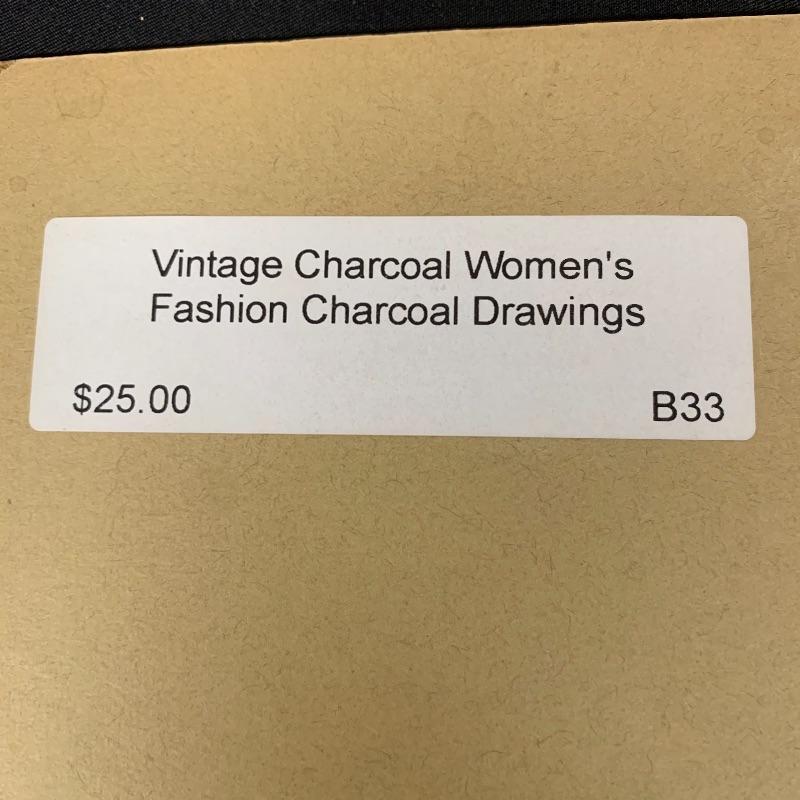 Vintage Charcoal Women's
Fashion Charcoal Drawings
$25.00 B33